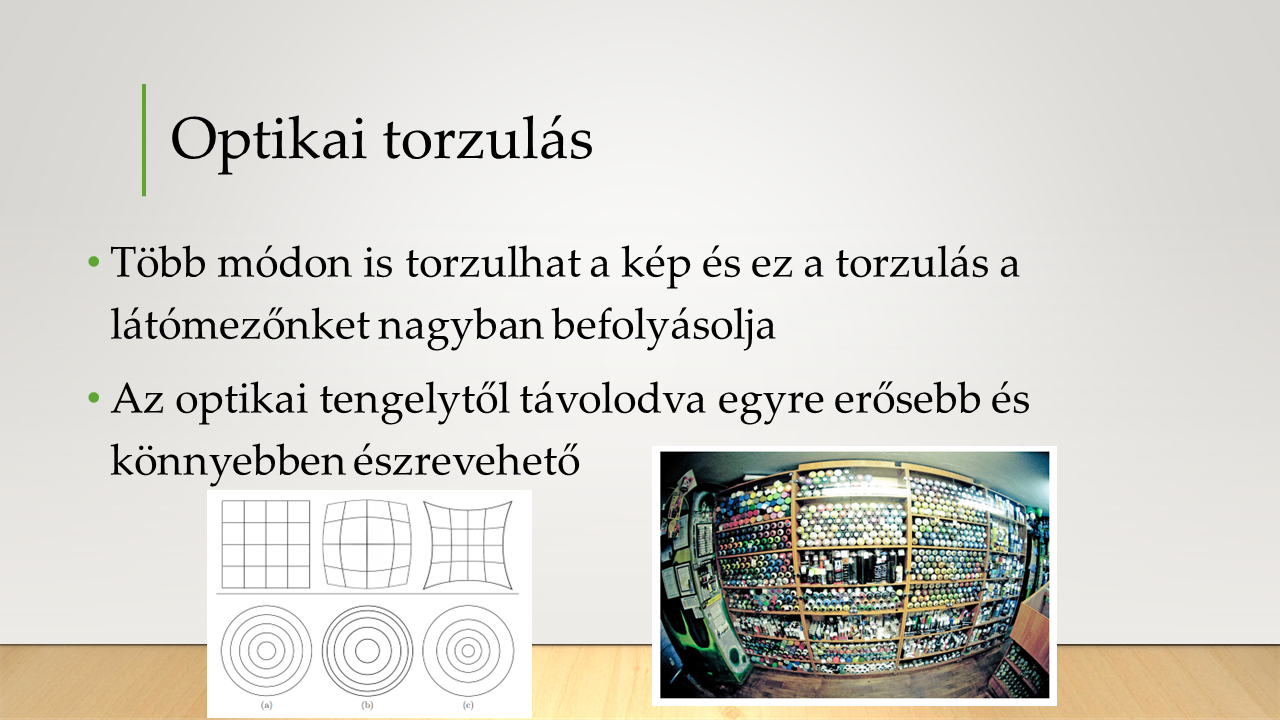 Optikai torzulás
• Több módon is torzulhat a kép és ez a torzulás a
látómezőnket nagyban befolyásolja
• Az optikai tengelytől távolodva egyre erősebb és
könnyebben észrevehető
(a) (b) (c)